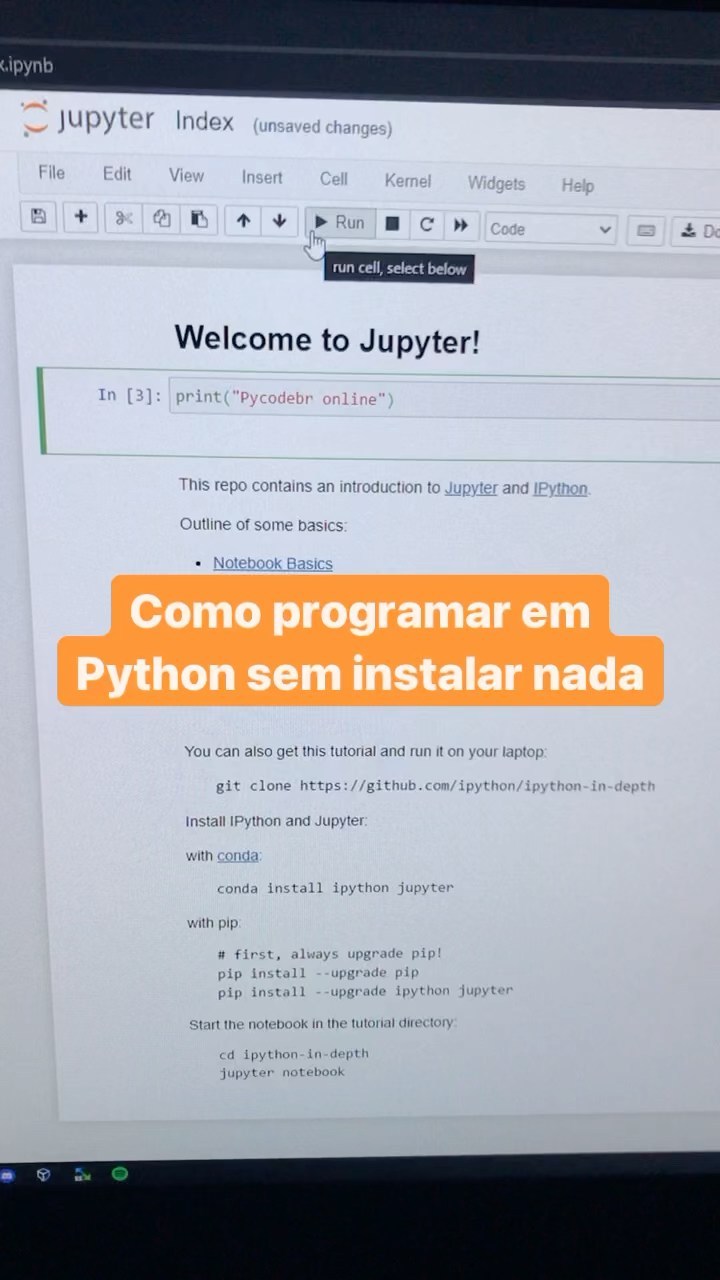 x.ipynb
jupyter Index (unsaved changes)
File Edit View Insert Cell Kernel Widgets Help
Run Code
run cell, select below
Welcome to Jupyter!
In [3]: print("Pycodebr online")
This repo contains an introduction to Jupyter and IPython.
Outline of some basics:
• Notebook Basics
Como programar em
Python sem instalar nada
You can also get this tutorial and run it on your laptop:
git clone https://github.com/ipython/ipython-in-depth
Install IPython and Jupyter:
with conda:
conda install ipython jupyter
with pip:
# first, always upgrade pip!
pip install --upgrade pip
pip install --upgrade ipython jupyter
Start the notebook in the tutorial directory:
cd ipython-in-depth
jupyter notebook